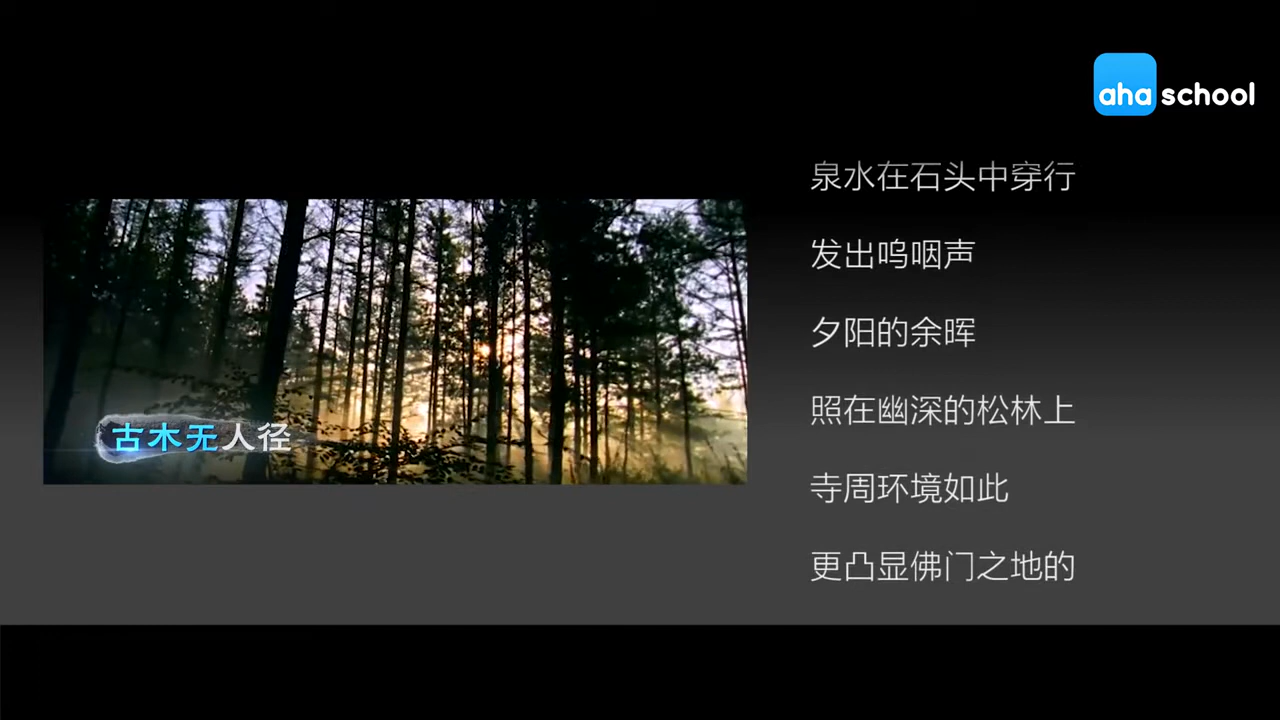 aha school
泉水在石头中穿行
发出呜咽声
夕阳的余晖
照在幽深的松林上
寺周环境如此
更凸显佛门之地的
古木无人径